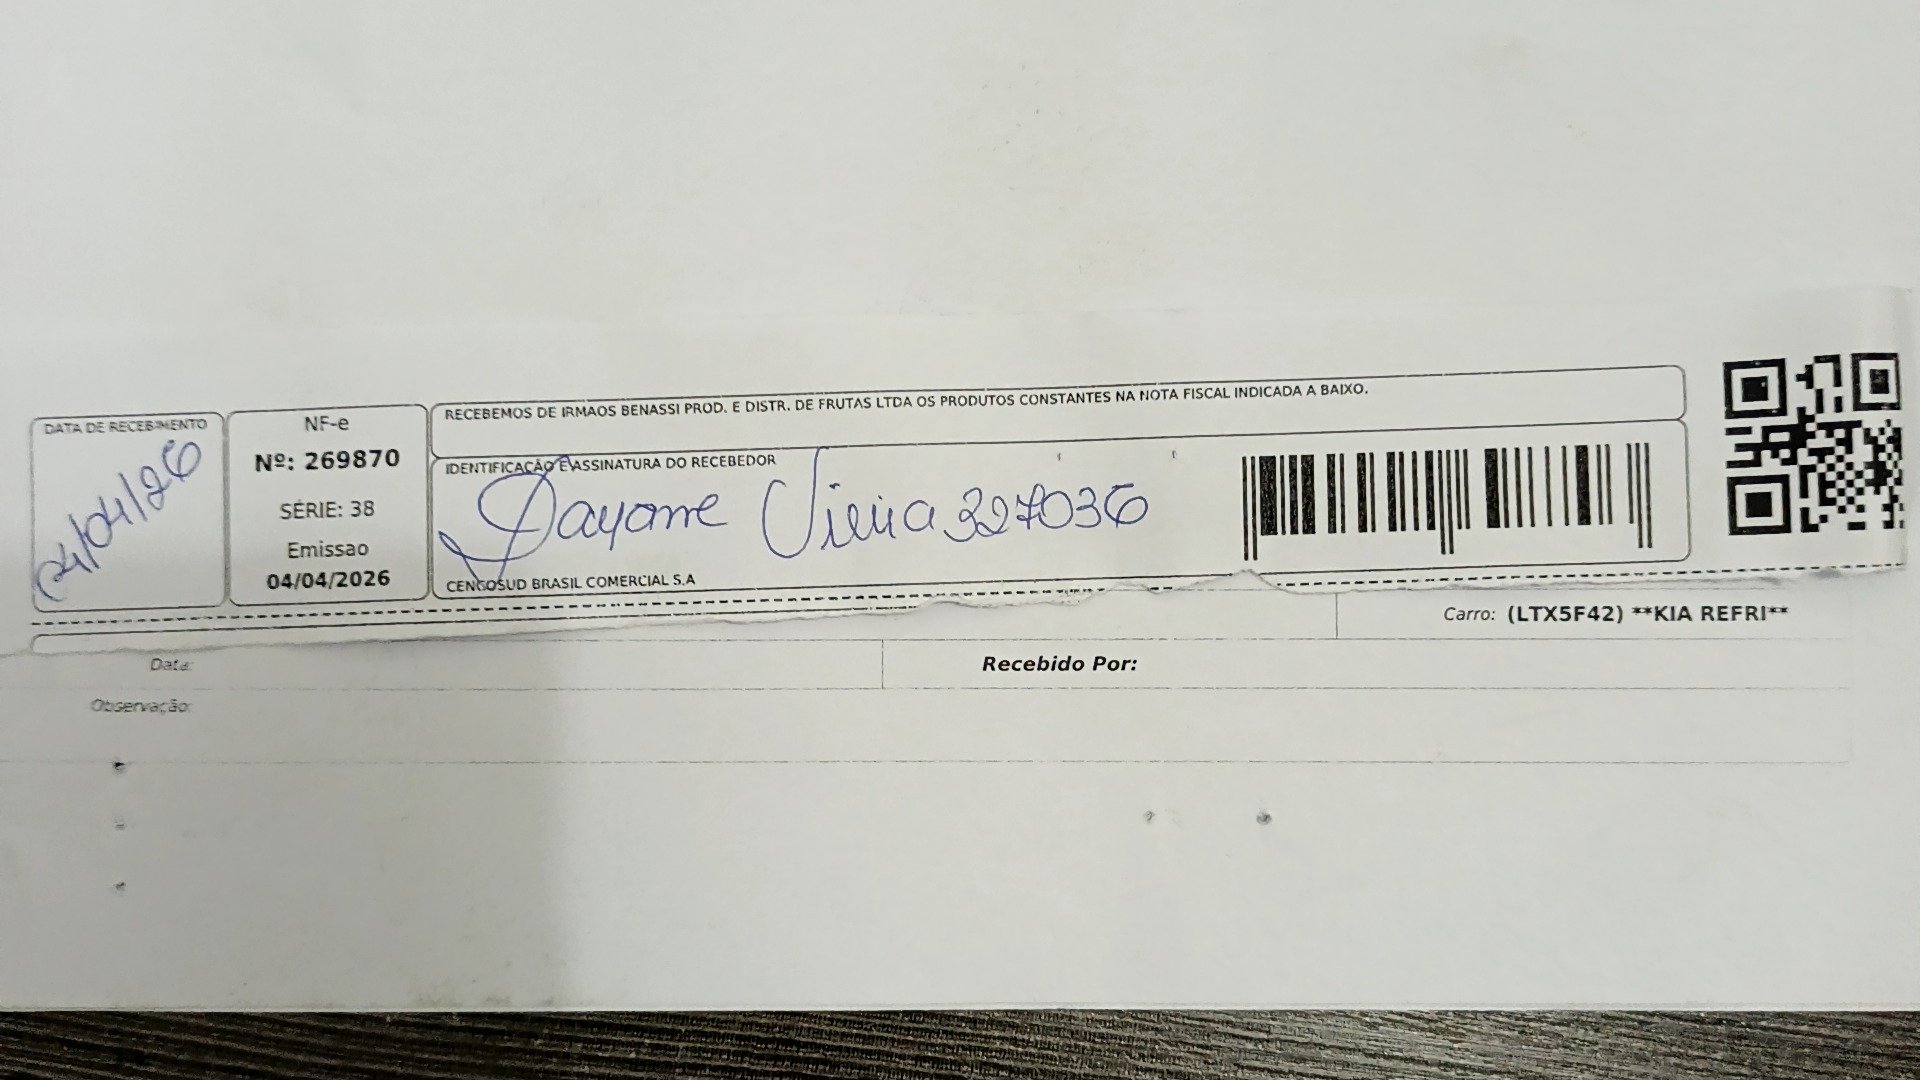 DATA DE RECEBIMENTO
04/04/26
NF-e
Nº: 269870
SÉRIE: 38
Emissao
04/04/2026
RECEBEMOS DE IRMAOS BENASSI PROD. E DISTR. DE FRUTAS LTDA OS PRODUTOS CONSTANTES NA NOTA FISCAL INDICADA A BAIXO.
IDENTIFICAÇÃO E ASSINATURA DO RECEBEDOR
Dayane Vieira 327036
CENCOSUD BRASIL COMERCIAL S.A
Carro: (LTX5F42) **KIA REFRI**
Data:
Recebido Por:
Observação: